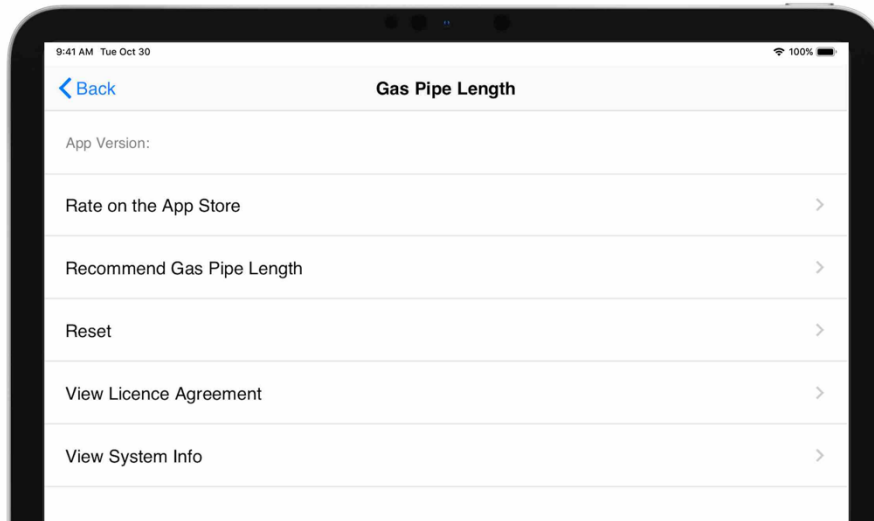 9:41 AM Tue Oct 30
100%
Back
Gas Pipe Length
App Version:
Rate on the App Store
Recommend Gas Pipe Length
Reset
View Licence Agreement
View System Info